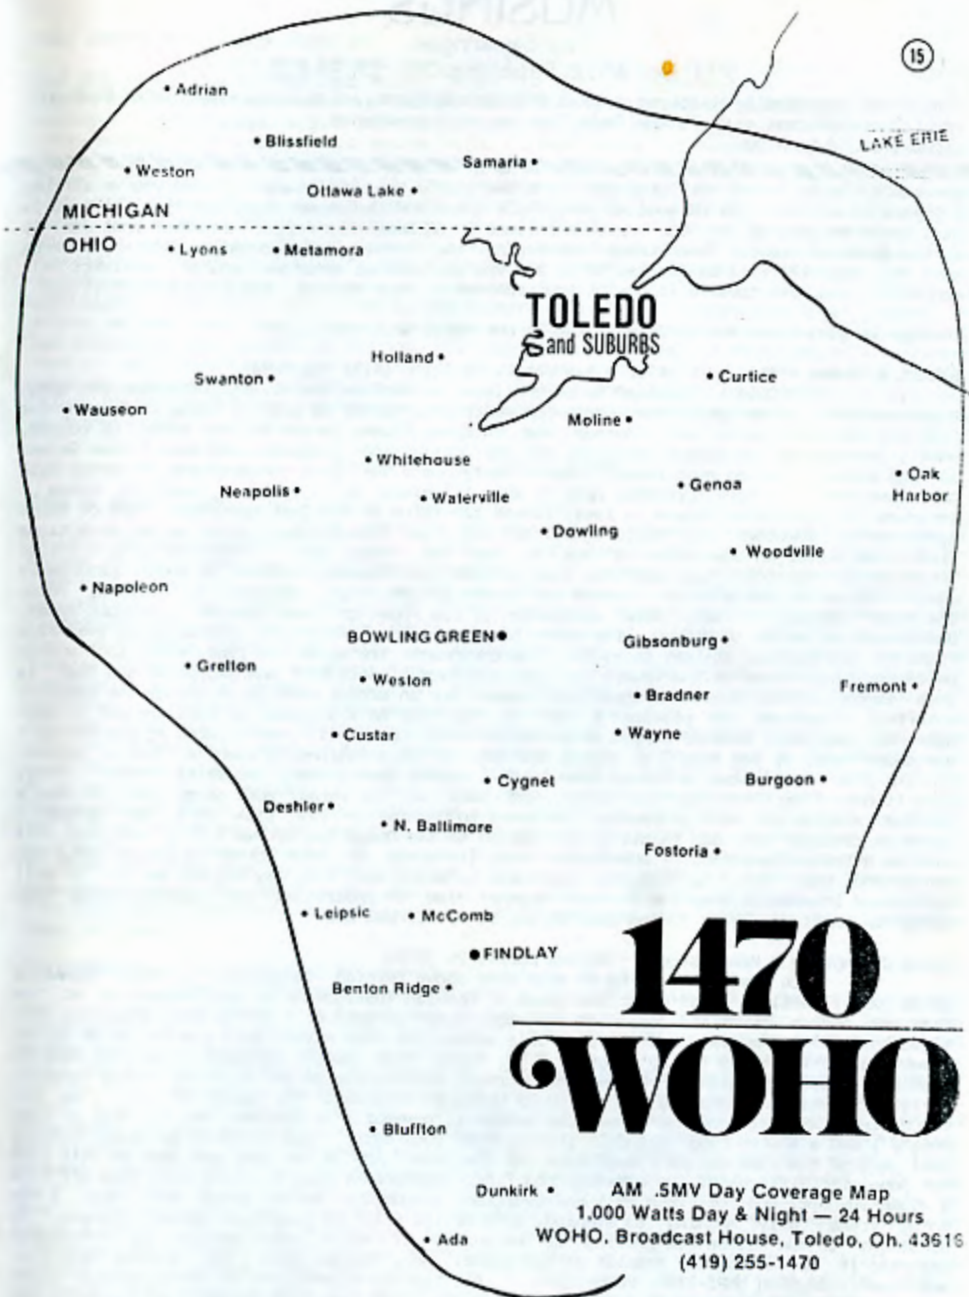 15
LAKE ERIE
Adrian
Blissfield
Samaria
Weston
Ottawa Lake
MICHIGAN
OHIO
Lyons
Metamora
TOLEDO
and SUBURBS
Holland
Swanton
Curtice
Wauseon
Moline
Whitehouse
Neapolis
Waterville
Genoa
Oak
Harbor
Dowling
Woodville
Napoleon
BOWLING GREEN
Gibsonburg
Grelton
Weston
Bradner
Fremont
Custar
Wayne
Cygnet
Burgoon
Deshler
N. Baltimore
Fostoria
Leipsic
McComb
FINDLAY
Benton Ridge
1470
WOHO
Bluffton
Dunkirk
Ada
AM .5MV Day Coverage Map
1,000 Watts Day & Night — 24 Hours
WOHO, Broadcast House, Toledo, Oh. 43616
(419) 255-1470